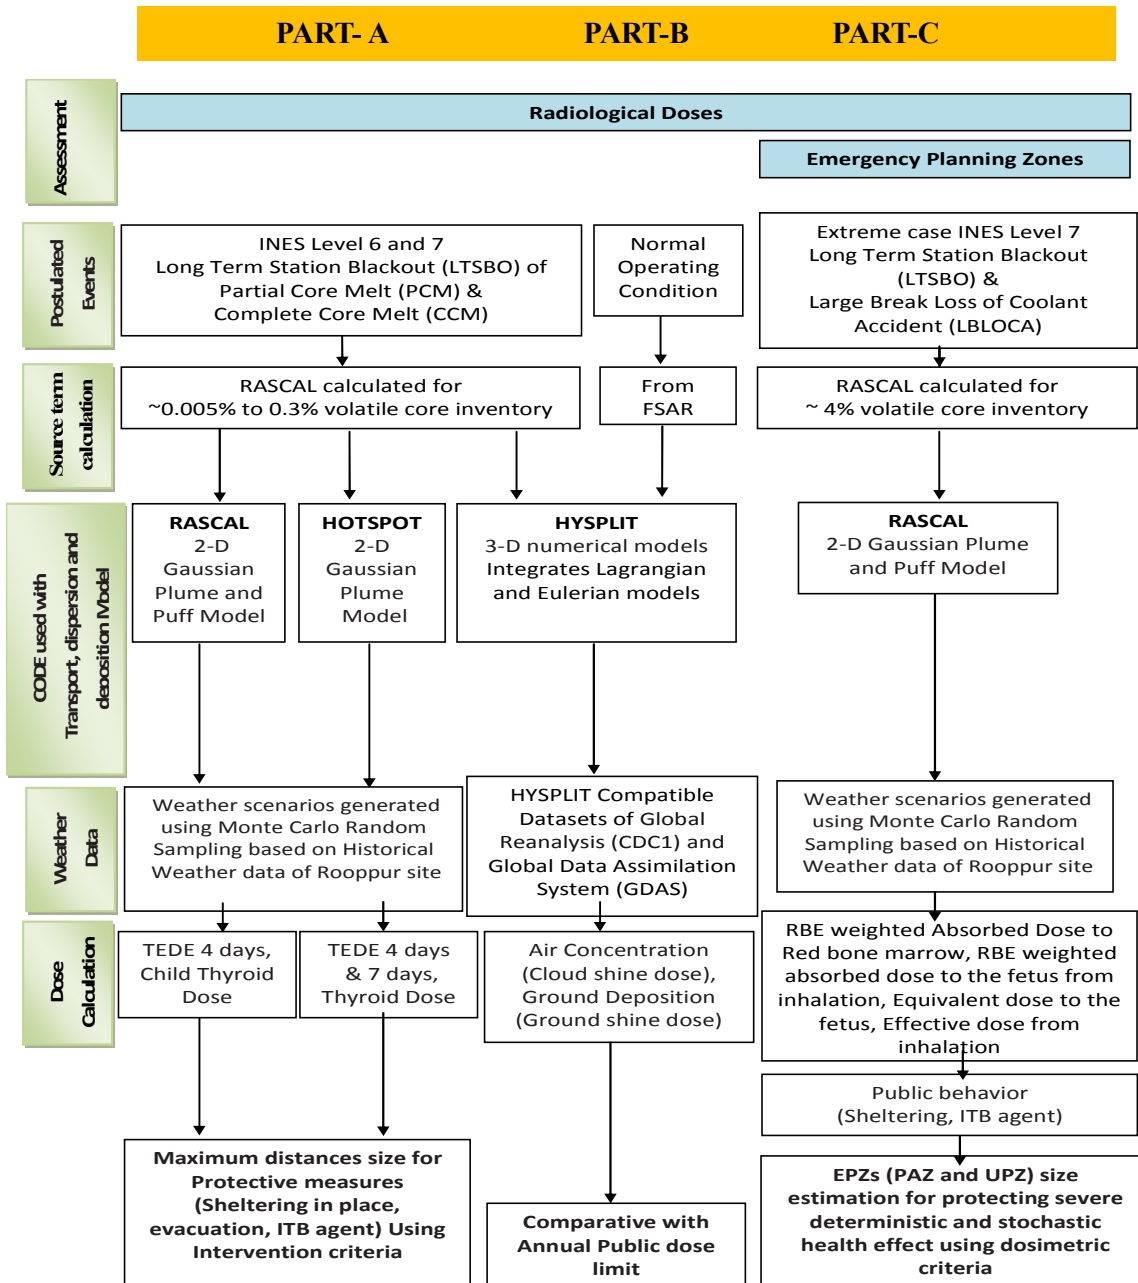 PART- A PART-B PART-C
Assessment
Radiological Doses
Emergency Planning Zones
Postulated
Events
INES Level 6 and 7
Long Term Station Blackout (LTSBO) of
Partial Core Melt (PCM) &
Complete Core Melt (CCM)
Normal
Operating
Condition
Extreme case INES Level 7
Long Term Station Blackout
(LTSBO) &
Large Break Loss of Coolant
Accident (LBLOCA)
Source term
calculation
RASCAL calculated for
~0.005% to 0.3% volatile core inventory
From
FSAR
RASCAL calculated for
~ 4% volatile core inventory
CODE used with
Transport, dispersion and
deposition Model
RASCAL
2-D
Gaussian
Plume and
Puff Model
HOTSPOT
2-D
Gaussian
Plume
Model
HYSPLIT
3-D numerical models
Integrates Lagrangian
and Eulerian models
RASCAL
2-D Gaussian Plume
and Puff Model
Weather
Data
Weather scenarios generated
using Monte Carlo Random
Sampling based on Historical
Weather data of Rooppur site
HYSPLIT Compatible
Datasets of Global
Reanalysis (CDC1) and
Global Data Assimilation
System (GDAS)
Weather scenarios generated
using Monte Carlo Random
Sampling based on Historical
Weather data of Rooppur site
Dose
Calculation
TEDE 4 days,
Child Thyroid
Dose
TEDE 4 days
& 7 days,
Thyroid Dose
Air Concentration
(Cloud shine dose),
Ground Deposition
(Ground shine dose)
RBE weighted Absorbed Dose to
Red bone marrow, RBE weighted
absorbed dose to the fetus from
inhalation, Equivalent dose to the
fetus, Effective dose from
inhalation
Public behavior
(Sheltering, ITB agent)
Maximum distances size for
Protective measures
(Sheltering in place,
evacuation, ITB agent) Using
Intervention criteria
Comparative with
Annual Public dose
limit
EPZs (PAZ and UPZ) size
estimation for protecting severe
deterministic and stochastic
health effect using dosimetric
criteria